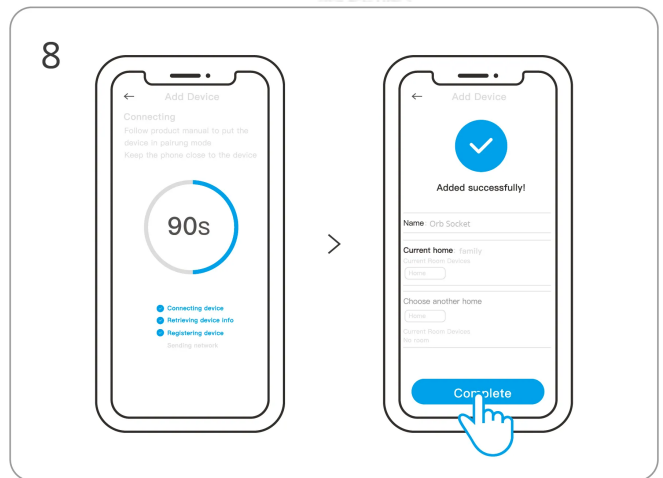 8
Add Device
Connecting
Follow product manual to put the
device in pairung mode.
Keep the phone close to the device
90s
Connecting device
Retrieving device info
Registering device
Sending network
>
Add Device
Added successfully!
Name: Orb Socket
Current home: Family
Current Room Devices
Home
Choose another home
Home
Current Room Devices
No room
Complete